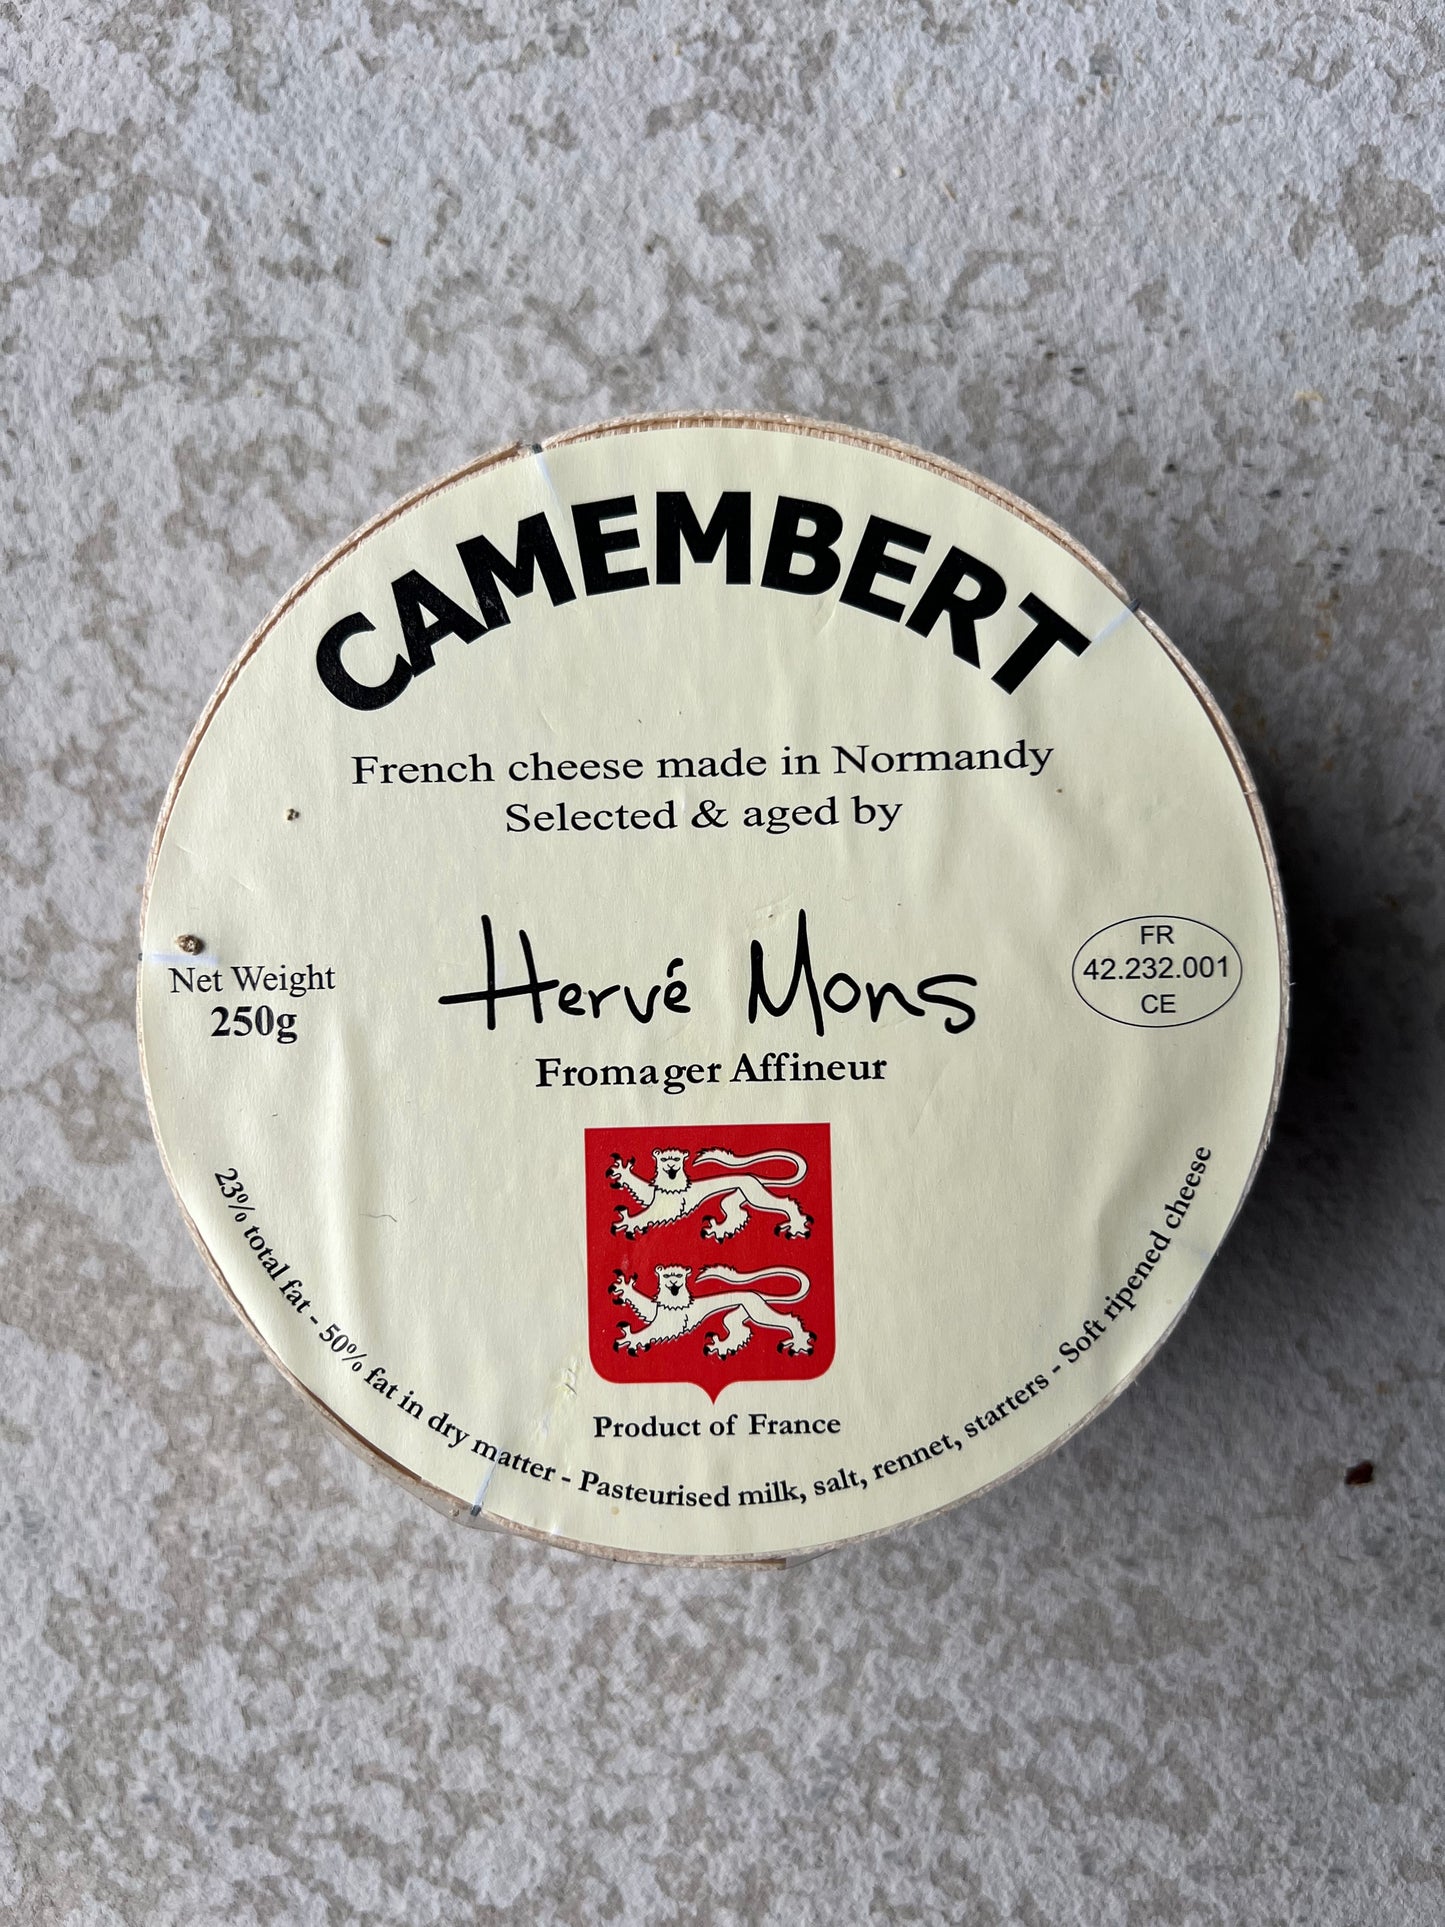 CAMEMBERT
French cheese made in Normandy
Selected & aged by
Hervé Mons
Fromager Affineur
Net Weight
250g
FR
42.232.001
CE
Product of France
23% total fat - 50% fat in dry matter - Pasteurised milk, salt, rennet, starters - Soft ripened cheese